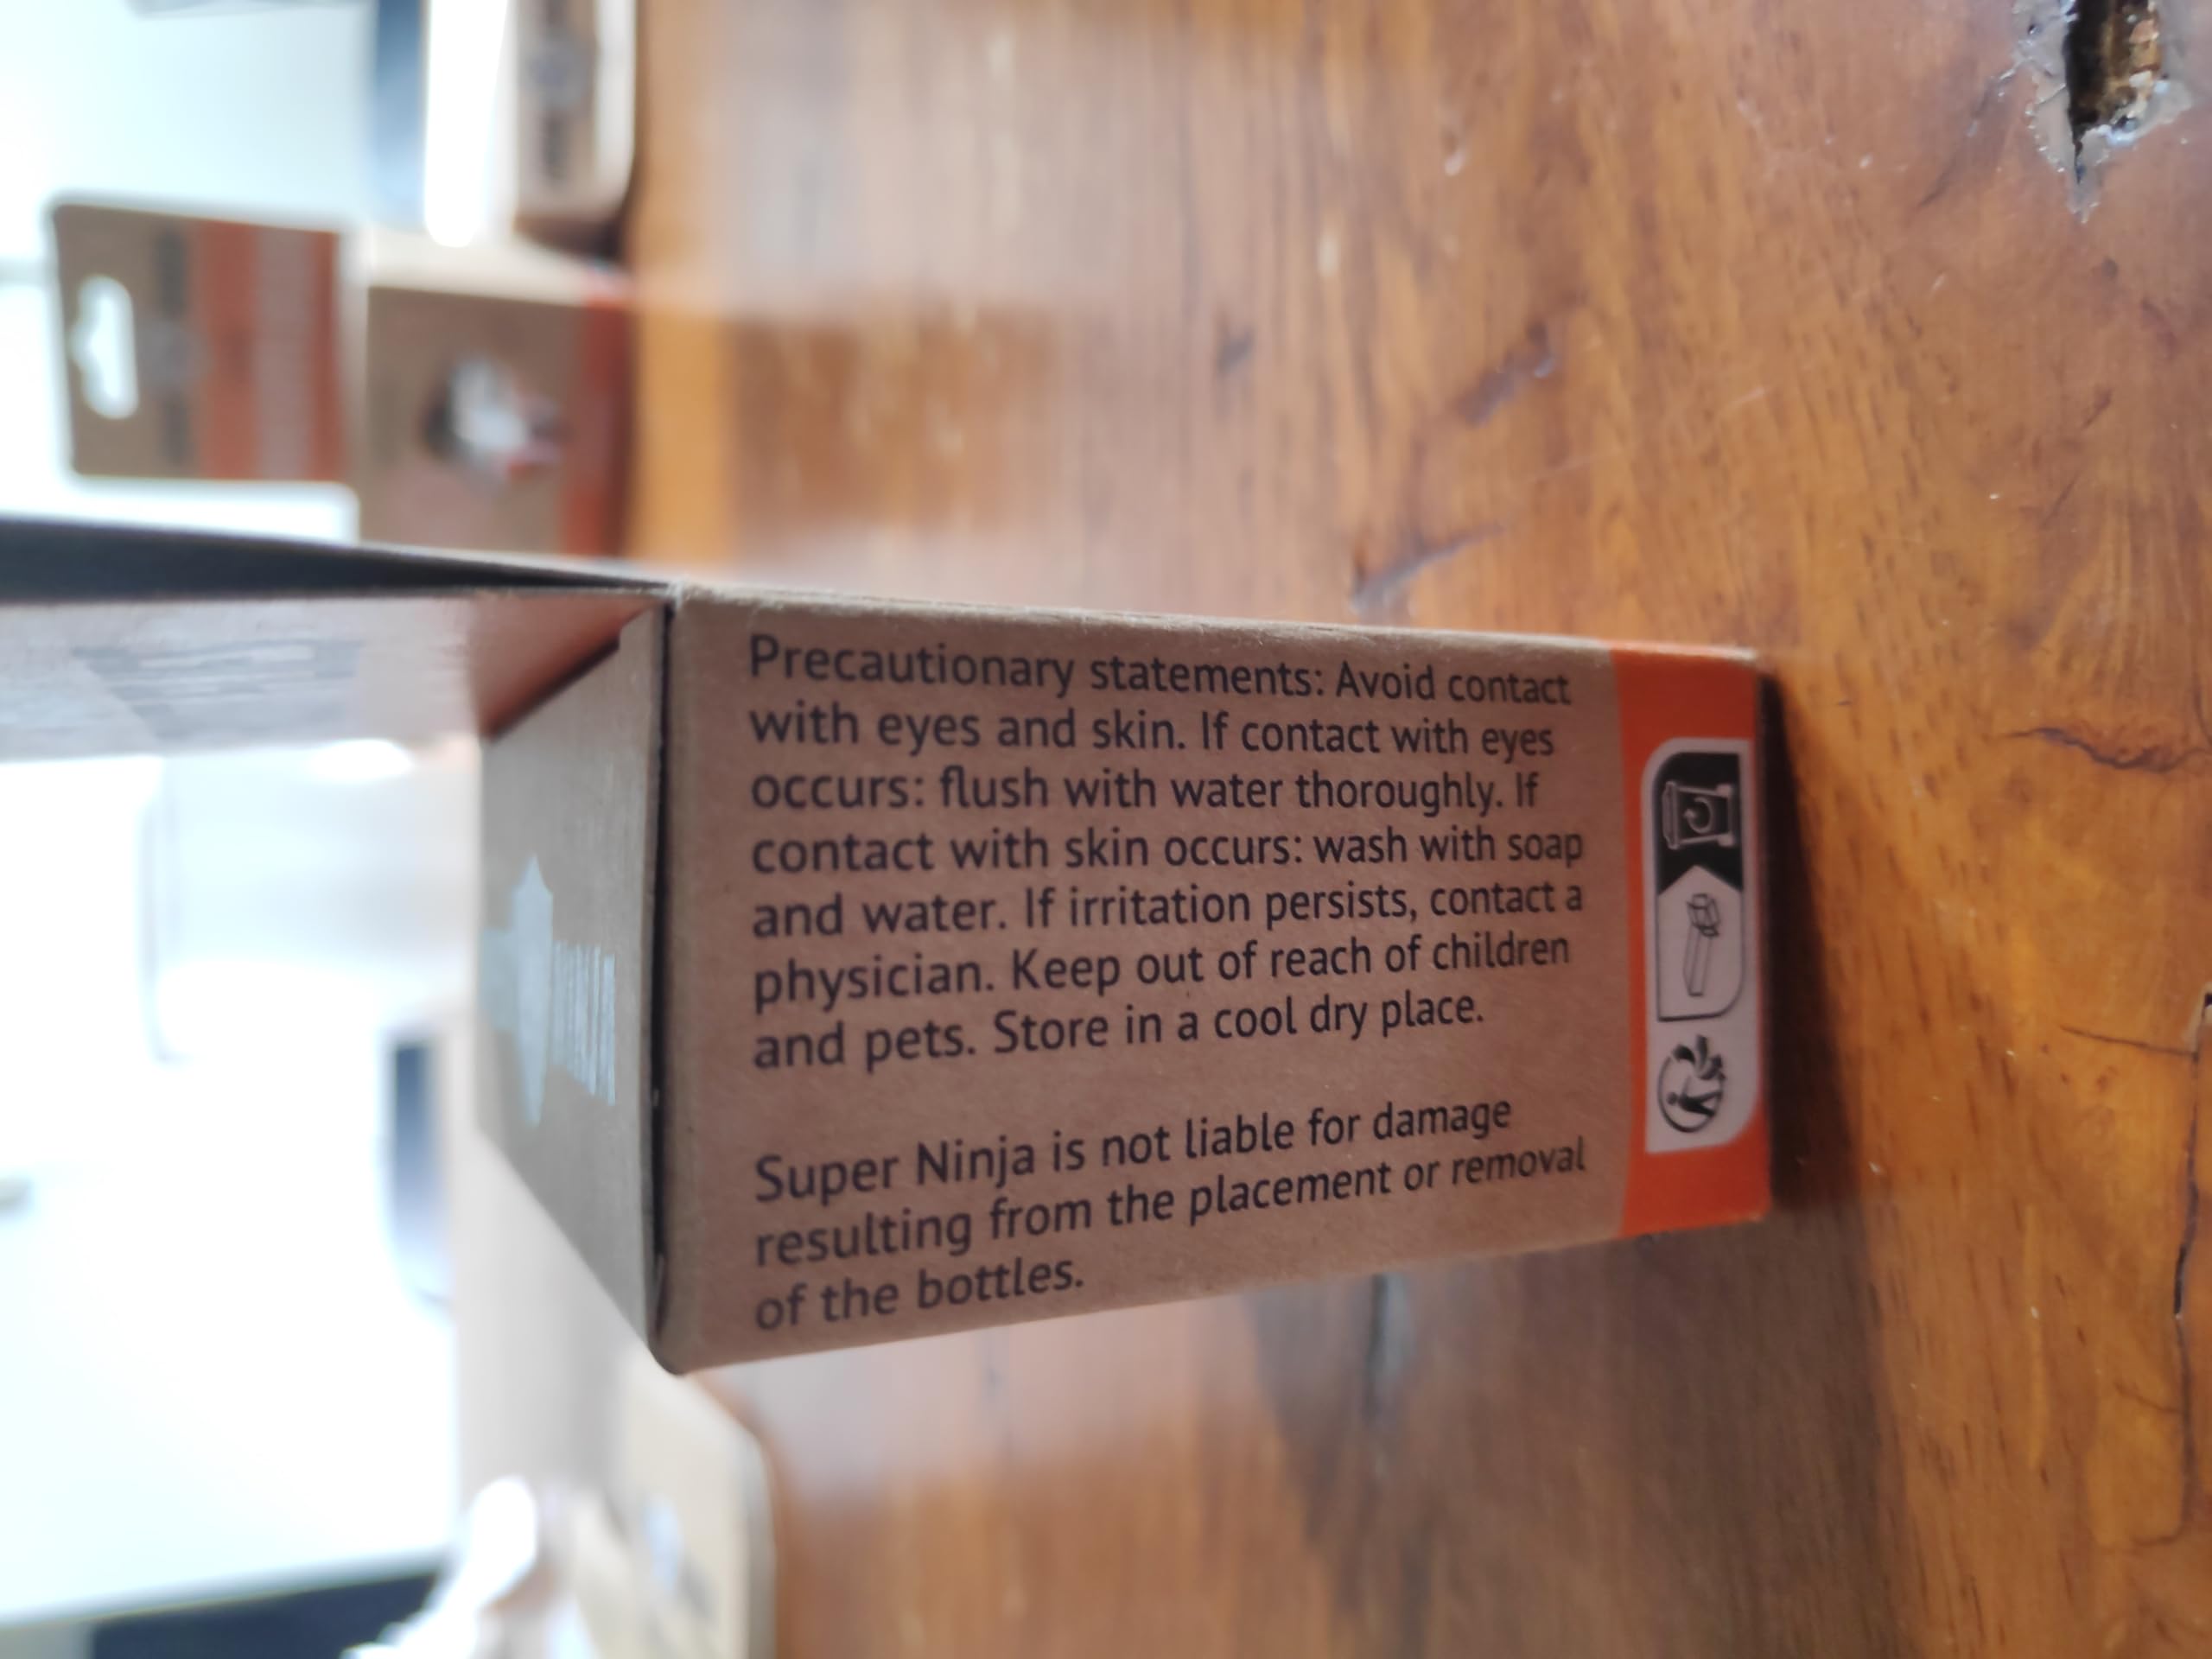 Precautionary statements: Avoid contact
with eyes and skin. If contact with eyes
occurs: flush with water thoroughly. If
contact with skin occurs: wash with soap
and water. If irritation persists, contact a
physician. Keep out of reach of children
and pets. Store in a cool dry place.
Super Ninja is not liable for damage
resulting from the placement or removal
of the bottles.